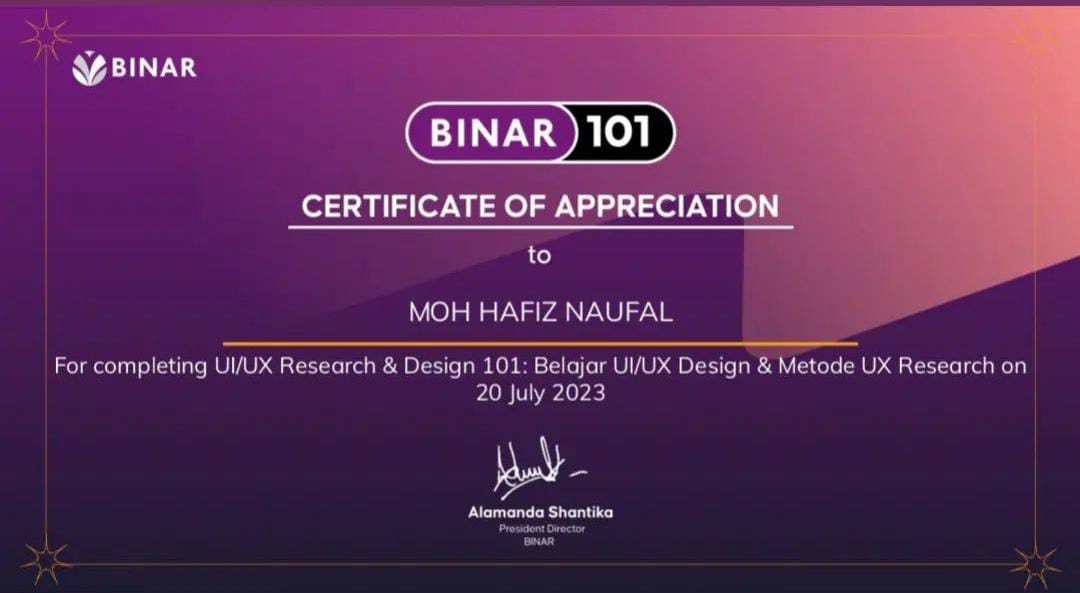 BINAR
BINAR 101
CERTIFICATE OF APPRECIATION
to
MOH HAFIZ NAUFAL
For completing UI/UX Research & Design 101: Belajar UI/UX Design & Metode UX Research on
20 July 2023
Alamanda Shantika
President Director
BINAR